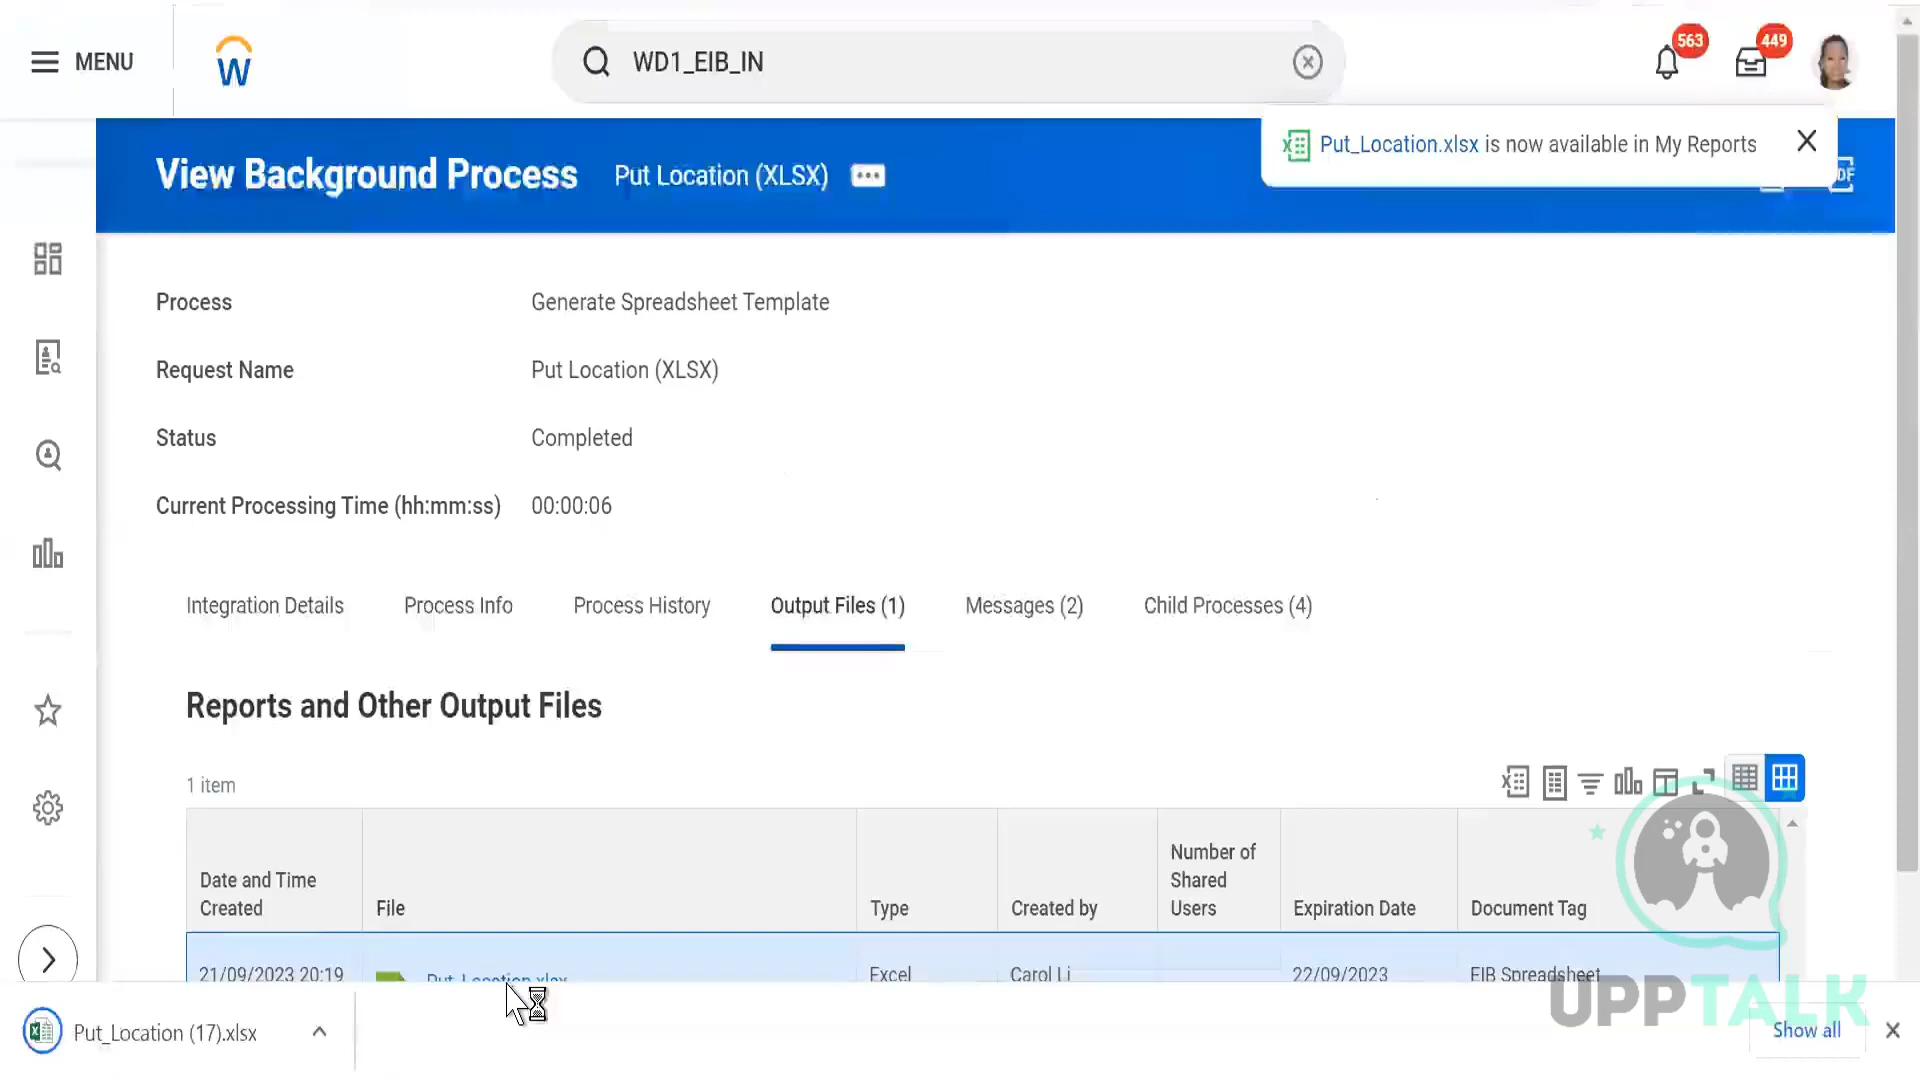 MENU
WD1_EIB_IN
563
449
Put_Location.xlsx is now available in My Reports
View Background Process Put Location (XLSX)
DF
Process Generate Spreadsheet Template
Request Name Put Location (XLSX)
Status Completed
Current Processing Time (hh:mm:ss) 00:00:06
Integration Details Process Info Process History Output Files (1) Messages (2) Child Processes (4)
Reports and Other Output Files
1 item
Date and Time Created File Type Created by Number of Shared Users Expiration Date Document Tag
21/09/2023 20:19 Put_Location.xlsx Excel Carol Li 22/09/2023 EIB Spreadsheet
UPPTALK
Put_Location (17).xlsx
Show all